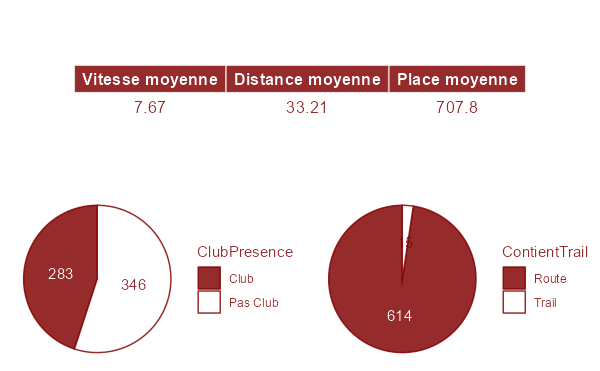 Vitesse moyenne Distance moyenne Place moyenne
7.67 33.21 707.8
ClubPresence
283
346
Club
Pas Club
ContientTrail
15
614
Route
Trail